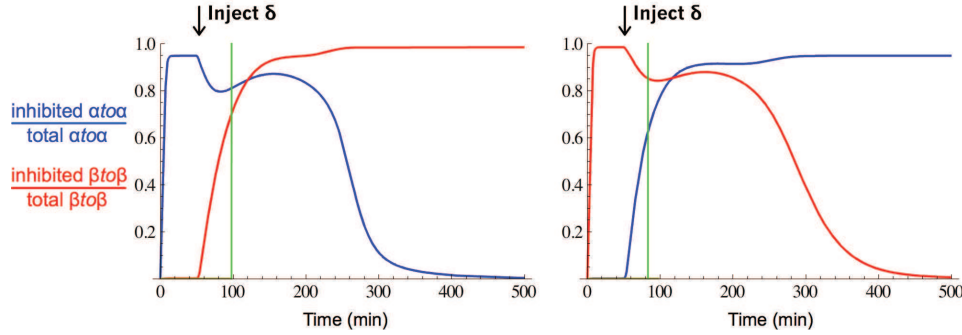 Inject δ
Inject δ
1.0
0.8
0.6
0.4
0.2
0
100
200
300
400
500
Time (min)
1.0
0.8
0.6
0.4
0.2
0
100
200
300
400
500
Time (min)
inhibited αtoα
total αtoα
inhibited βtoβ
total βtoβ